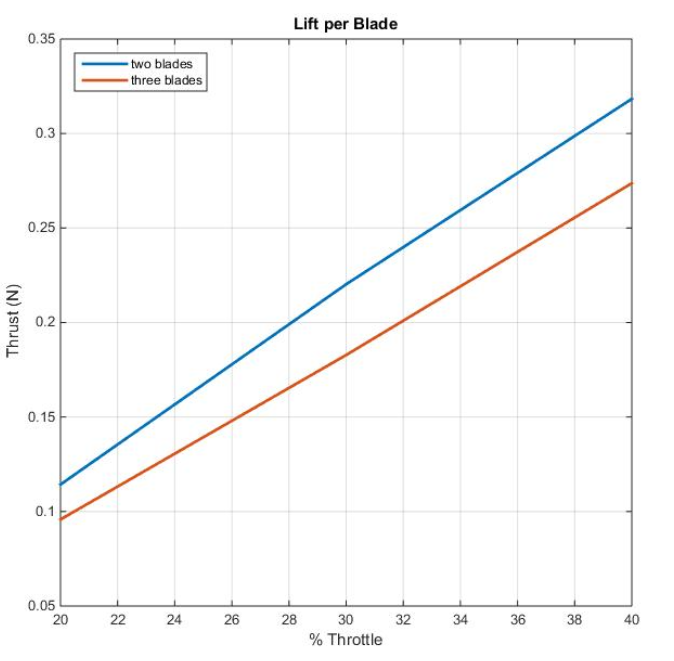 Lift per Blade
0.35
two blades
three blades
0.3
0.25
0.2
0.15
0.1
0.05
Thrust (N)
20 22 24 26 28 30 32 34 36 38 40
% Throttle